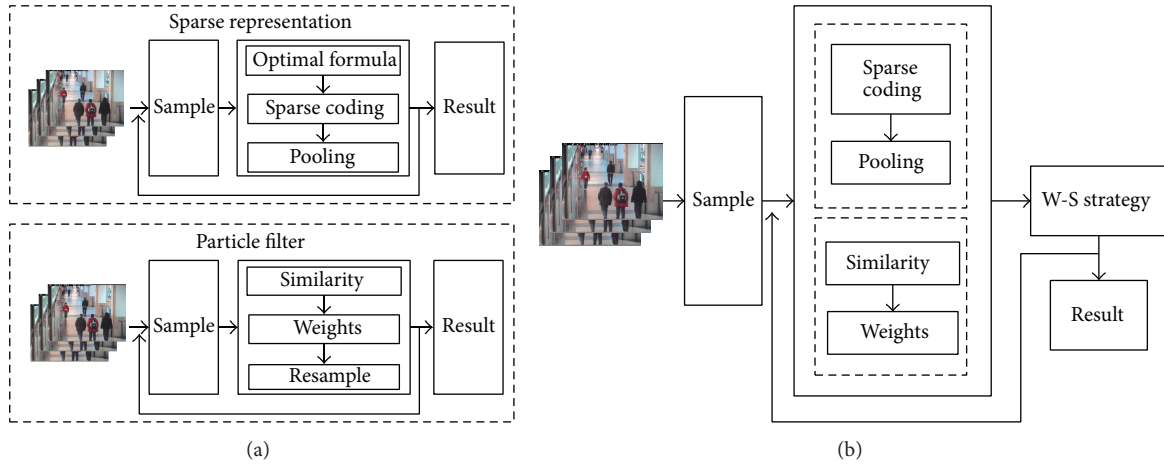 Sparse representation
Sample
Optimal formula
Sparse coding
Pooling
Result
Particle filter
Sample
Similarity
Weights
Resample
Result
(a)
Sample
Sparse
coding
Pooling
Similarity
Weights
W-S strategy
Result
(b)